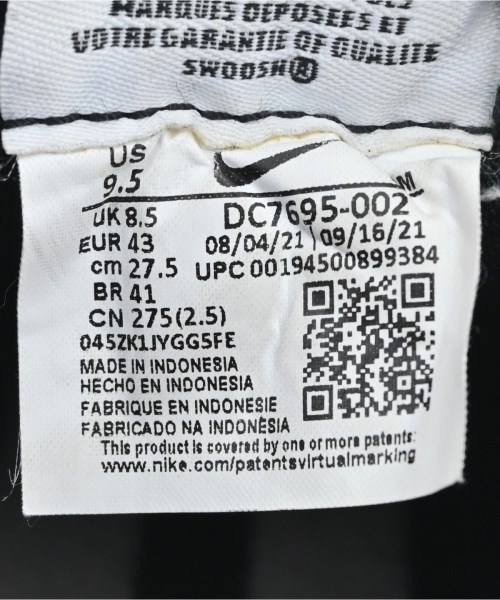 MARQUES DÉPOSÉES ET
VOTRE GARANTIE OF QUALITE
SWOOSH®
US
9.5
M
UK 8.5
DC7695-002
EUR 43
08/04/21 | 09/16/21
cm 27.5
UPC 00194500899384
BR 41
CN 275(2.5)
045ZK1JYGG5FE
MADE IN INDONESIA
HECHO EN INDONESIA
FABRIQUE EN INDONESIE
FABRICADO NA INDONÉSIA
This product is covered by one or more patents:
www.nike.com/patentsvirtualmarking